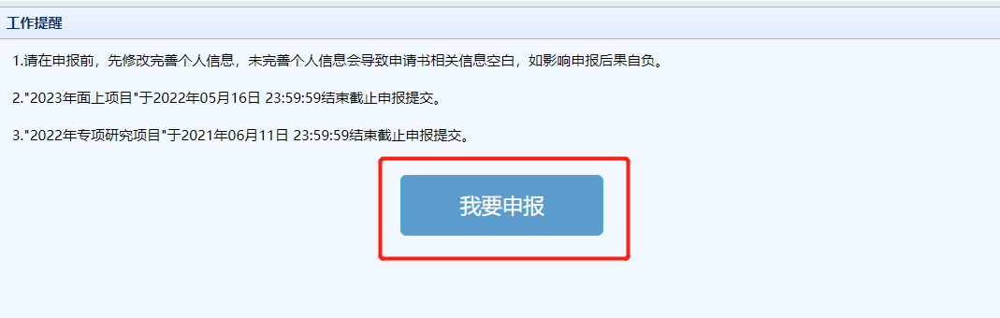 工作提醒
1.请在申报前，先修改完善个人信息，未完善个人信息会导致申请书相关信息空白，如影响申报后果自负。
2."2023年面上项目"于2022年05月16日 23:59:59结束截止申报提交。
3."2022年专项研究项目"于2021年06月11日 23:59:59结束截止申报提交。
我要申报